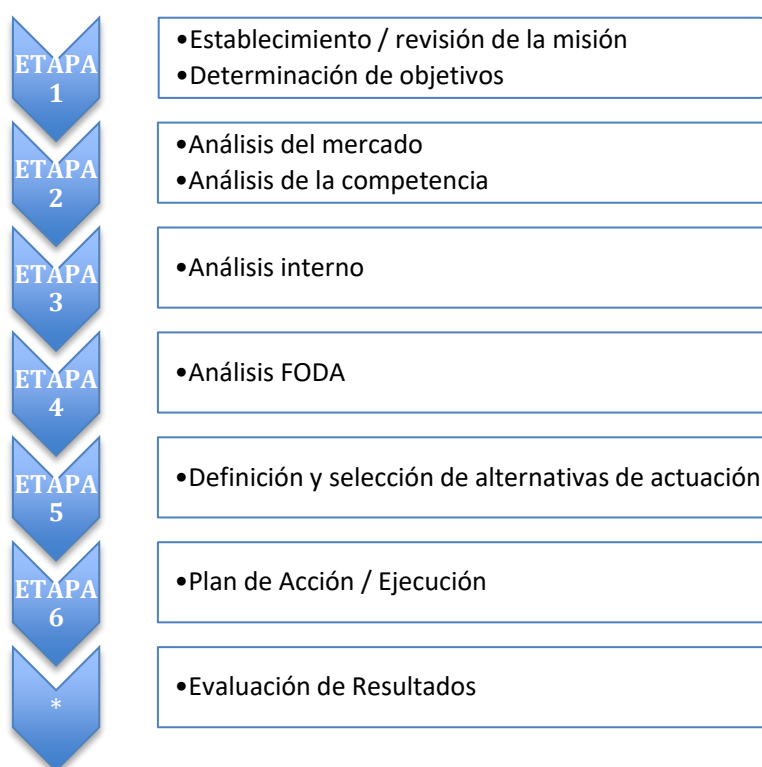 ETAPA
1
•Establecimiento / revisión de la misión
•Determinación de objetivos
ETAPA
2
•Análisis del mercado
•Análisis de la competencia
ETAPA
3
•Análisis interno
ETAPA
4
•Análisis FODA
ETAPA
5
•Definición y selección de alternativas de actuación
ETAPA
6
•Plan de Acción / Ejecución
*
•Evaluación de Resultados